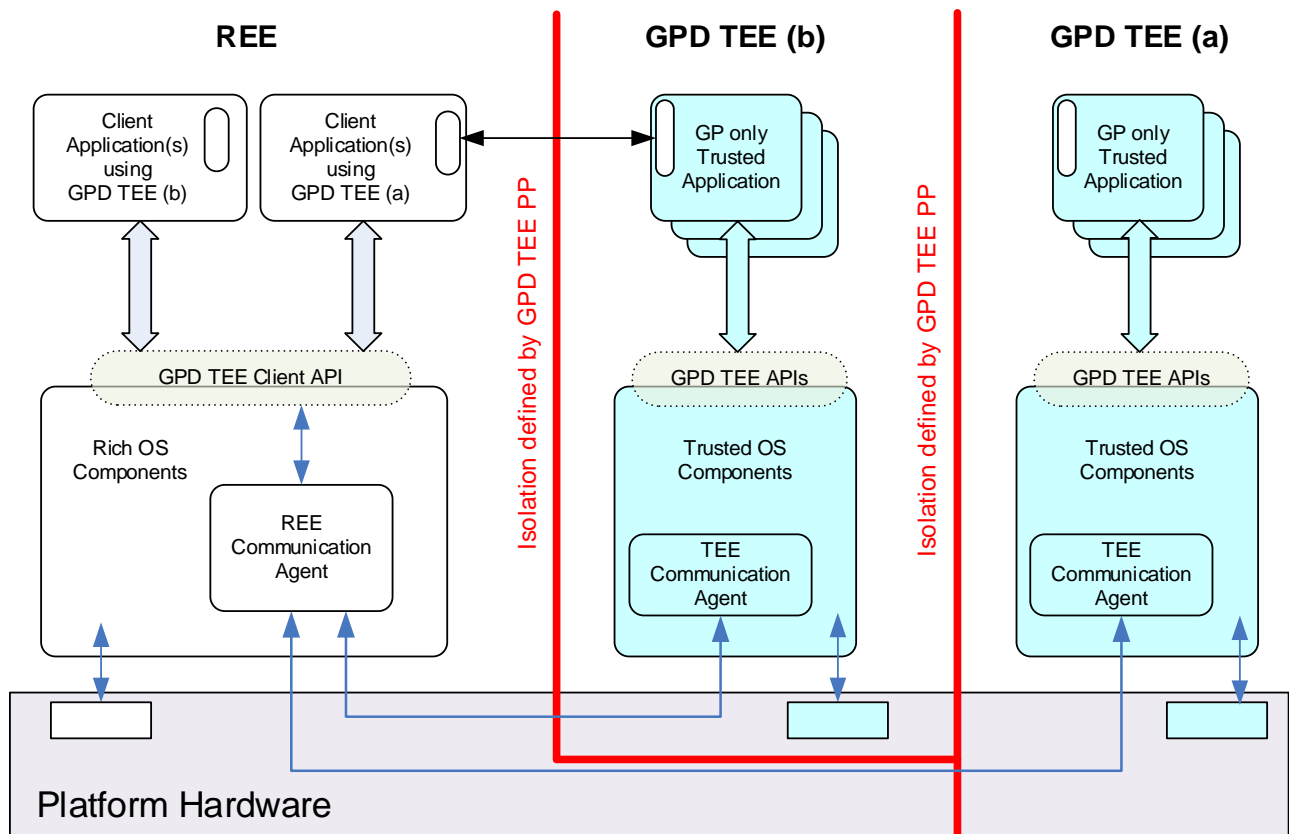 REE
GPD TEE (b)
GPD TEE (a)
Client
Application(s)
using
GPD TEE (b)
Client
Application(s)
using
GPD TEE (a)
GP only
Trusted
Application
GP only
Trusted
Application
Isolation defined by GPD TEE PP
Isolation defined by GPD TEE PP
GPD TEE Client API
GPD TEE APIs
GPD TEE APIs
Rich OS
Components
Trusted OS
Components
Trusted OS
Components
REE
Communication
Agent
TEE
Communication
Agent
TEE
Communication
Agent
Platform Hardware